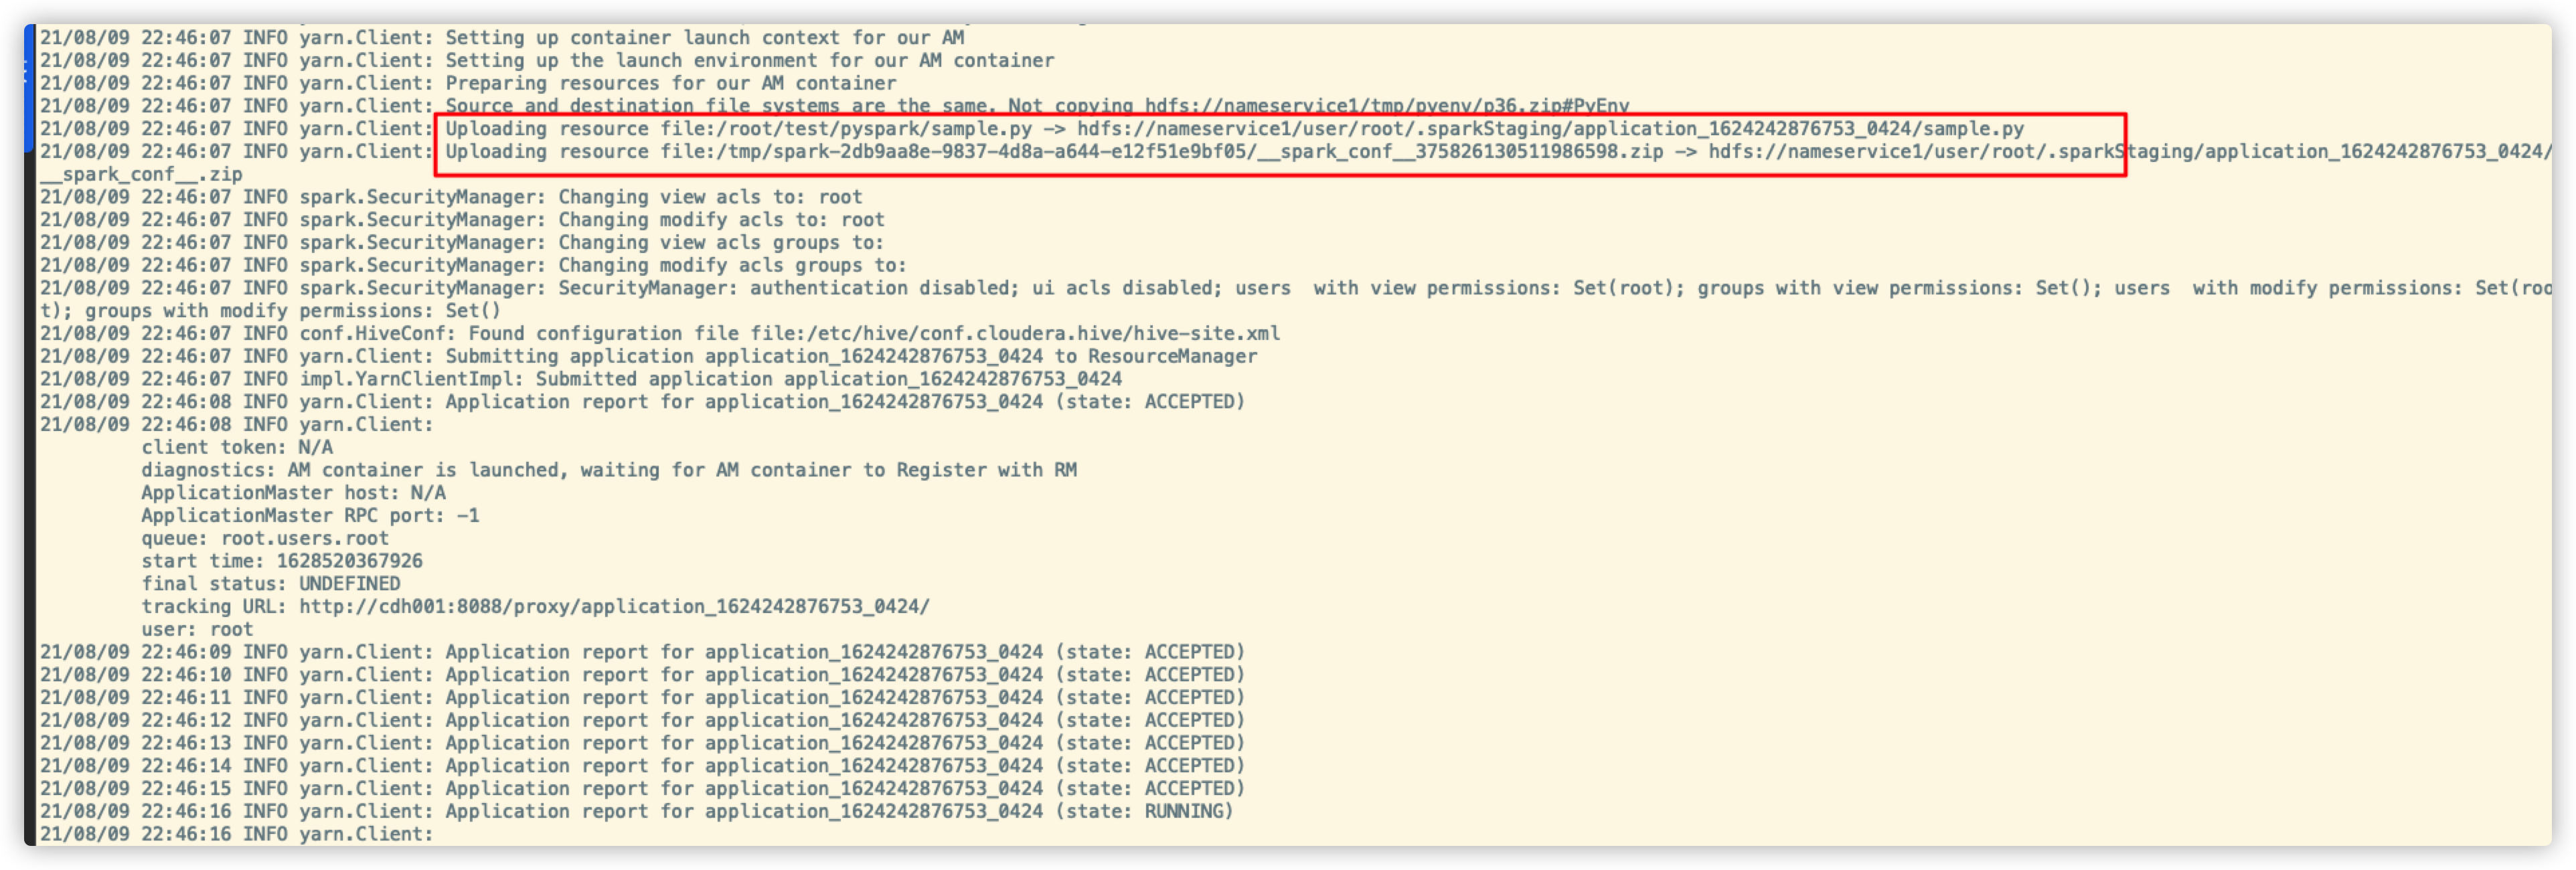 21/08/09 22:46:07 INFO yarn.Client: Setting up container launch context for our AM
21/08/09 22:46:07 INFO yarn.Client: Setting up the launch environment for our AM container
21/08/09 22:46:07 INFO yarn.Client: Preparing resources for our AM container
21/08/09 22:46:07 INFO yarn.Client: Source and destination file systems are the same. Not copying hdfs://nameservice1/tmp/pyenv/p36.zip#PyEnv
21/08/09 22:46:07 INFO yarn.Client: Uploading resource file:/root/test/pyspark/sample.py -> hdfs://nameservice1/user/root/.sparkStaging/application_1624242876753_0424/sample.py
21/08/09 22:46:07 INFO yarn.Client: Uploading resource file:/tmp/spark-2db9aa8e-9837-4d8a-a644-e12f51e9bf05/__spark_conf__375826130511986598.zip -> hdfs://nameservice1/user/root/.sparkStaging/application_1624242876753_0424/
__spark_conf__.zip
21/08/09 22:46:07 INFO spark.SecurityManager: Changing view acls to: root
21/08/09 22:46:07 INFO spark.SecurityManager: Changing modify acls to: root
21/08/09 22:46:07 INFO spark.SecurityManager: Changing view acls groups to:
21/08/09 22:46:07 INFO spark.SecurityManager: Changing modify acls groups to:
21/08/09 22:46:07 INFO spark.SecurityManager: SecurityManager: authentication disabled; ui acls disabled; users  with view permissions: Set(root); groups with view permissions: Set(); users  with modify permissions: Set(roo
t); groups with modify permissions: Set()
21/08/09 22:46:07 INFO conf.HiveConf: Found configuration file file:/etc/hive/conf.cloudera.hive/hive-site.xml
21/08/09 22:46:07 INFO yarn.Client: Submitting application application_1624242876753_0424 to ResourceManager
21/08/09 22:46:07 INFO impl.YarnClientImpl: Submitted application application_1624242876753_0424
21/08/09 22:46:08 INFO yarn.Client: Application report for application_1624242876753_0424 (state: ACCEPTED)
21/08/09 22:46:08 INFO yarn.Client:
client token: N/A
diagnostics: AM container is launched, waiting for AM container to Register with RM
ApplicationMaster host: N/A
ApplicationMaster RPC port: -1
queue: root.users.root
start time: 1628520367926
final status: UNDEFINED
tracking URL: http://cdh001:8088/proxy/application_1624242876753_0424/
user: root
21/08/09 22:46:09 INFO yarn.Client: Application report for application_1624242876753_0424 (state: ACCEPTED)
21/08/09 22:46:10 INFO yarn.Client: Application report for application_1624242876753_0424 (state: ACCEPTED)
21/08/09 22:46:11 INFO yarn.Client: Application report for application_1624242876753_0424 (state: ACCEPTED)
21/08/09 22:46:12 INFO yarn.Client: Application report for application_1624242876753_0424 (state: ACCEPTED)
21/08/09 22:46:13 INFO yarn.Client: Application report for application_1624242876753_0424 (state: ACCEPTED)
21/08/09 22:46:14 INFO yarn.Client: Application report for application_1624242876753_0424 (state: ACCEPTED)
21/08/09 22:46:15 INFO yarn.Client: Application report for application_1624242876753_0424 (state: ACCEPTED)
21/08/09 22:46:16 INFO yarn.Client: Application report for application_1624242876753_0424 (state: RUNNING)
21/08/09 22:46:16 INFO yarn.Client: